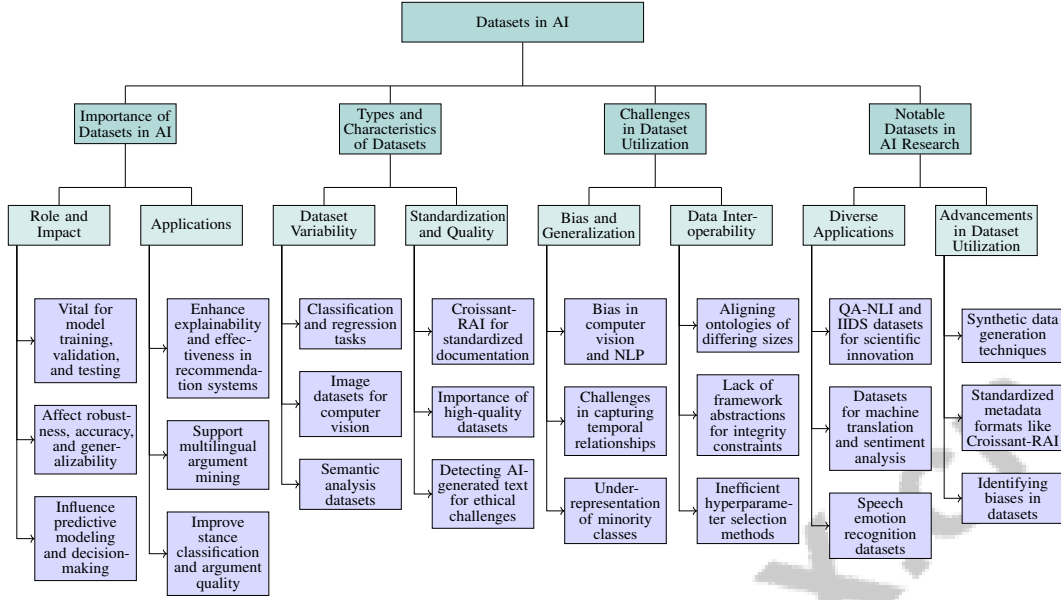 Datasets in AI
Importance of
Datasets in AI
Types and
Characteristics
of Datasets
Challenges
in Dataset
Utilization
Notable
Datasets in
AI Research
Role and
Impact
Applications
Dataset
Variability
Standardization
and Quality
Bias and
Generalization
Data Inter-
operability
Diverse
Applications
Advancements
in Dataset
Utilization
Vital for
model
training,
validation,
and testing
Affect robust-
ness, accuracy,
and gener-
alizability
Influence
predictive
modeling
and decision-
making
Enhance
explainability
and effec-
tiveness in
recommenda-
tion systems
Support
multilingual
argument
mining
Improve
stance
classification
and argument
quality
Classification
and regression
tasks
Image
datasets for
computer
vision
Semantic
analysis
datasets
Croissant-
RAI for
standardized
documentation
Importance of
high-quality
datasets
Detecting AI-
generated text
for ethical
challenges
Bias in
computer
vision
and NLP
Challenges
in capturing
temporal
relationships
Under-
representation
of minority
classes
Aligning
ontologies of
differing sizes
Lack of
framework
abstractions
for integrity
constraints
Inefficient
hyperparame-
ter selection
methods
QA-NLI and
IIDS datasets
for scientific
innovation
Datasets
for machine
translation
and sentiment
analysis
Speech
emotion
recognition
datasets
Synthetic data
generation
techniques
Standardized
metadata
formats like
Croissant-RAI
Identifying
biases in
datasets